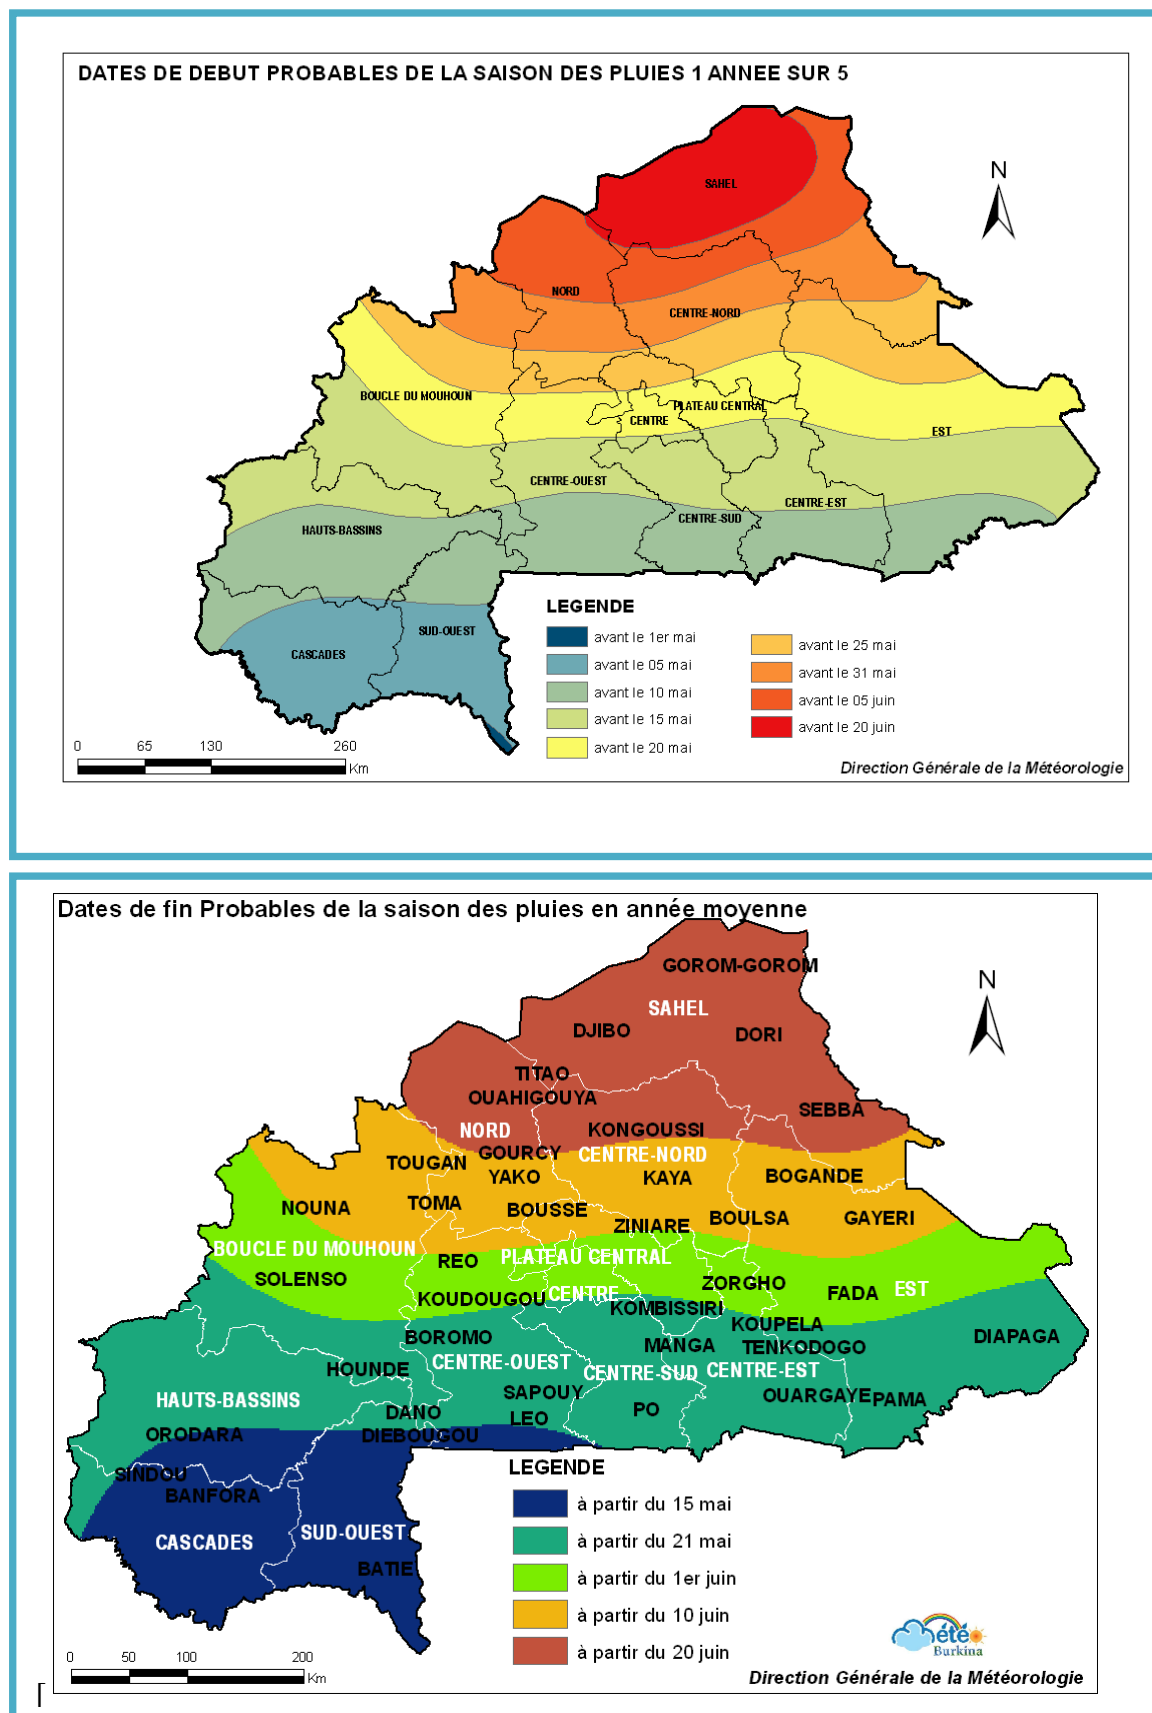 DATES DE DEBUT PROBABLES DE LA SAISON DES PLUIES 1 ANNEE SUR 5
N
SAHEL
NORD
CENTRE-NORD
BOUCLE DU MOUHOUN
PLATEAU CENTRAL
CENTRE
EST
CENTRE-OUEST
CENTRE-EST
CENTRE-SUD
HAUTS-BASSINS
SUD-OUEST
CASCADES
LEGENDE
avant le 1er mai
avant le 05 mai
avant le 10 mai
avant le 15 mai
avant le 20 mai
avant le 25 mai
avant le 31 mai
avant le 05 juin
avant le 20 juin
0 65 130 260
Km
Direction Générale de la Météorologie
Dates de fin Probables de la saison des pluies en année moyenne
N
GOROM-GOROM
SAHEL
DJIBO
DORI
TITAO
OUAHIGOUYA
SEBBA
NORD
KONGOUSSI
GOURCY
CENTRE-NORD
TOUGAN
YAKO
KAYA
BOGANDE
NOUNA
TOMA
BOUSSE
ZINIARE
BOULSA
GAYERI
BOUCLE DU MOUHOUN
REO
PLATEAU CENTRAL
SOLENSO
ZORGHO
FADA
EST
KOUDOUGOU
CENTRE
KOMBISSIRI
KOUPELA
BOROMO
MANGA
TENKODOGO
DIAPAGA
HOUNDE
CENTRE-OUEST
CENTRE-SUD
CENTRE-EST
HAUTS-BASSINS
SAPOUY
OUARGAYE
PAMA
DANO
LEO
PO
ORODARA
DIEBOUGOU
SINDOU
BANFORA
CASCADES
SUD-OUEST
BATIE
LEGENDE
à partir du 15 mai
à partir du 21 mai
à partir du 1er juin
à partir du 10 juin
à partir du 20 juin
0 50 100 200
Km
été
Burkina
Direction Générale de la Météorologie